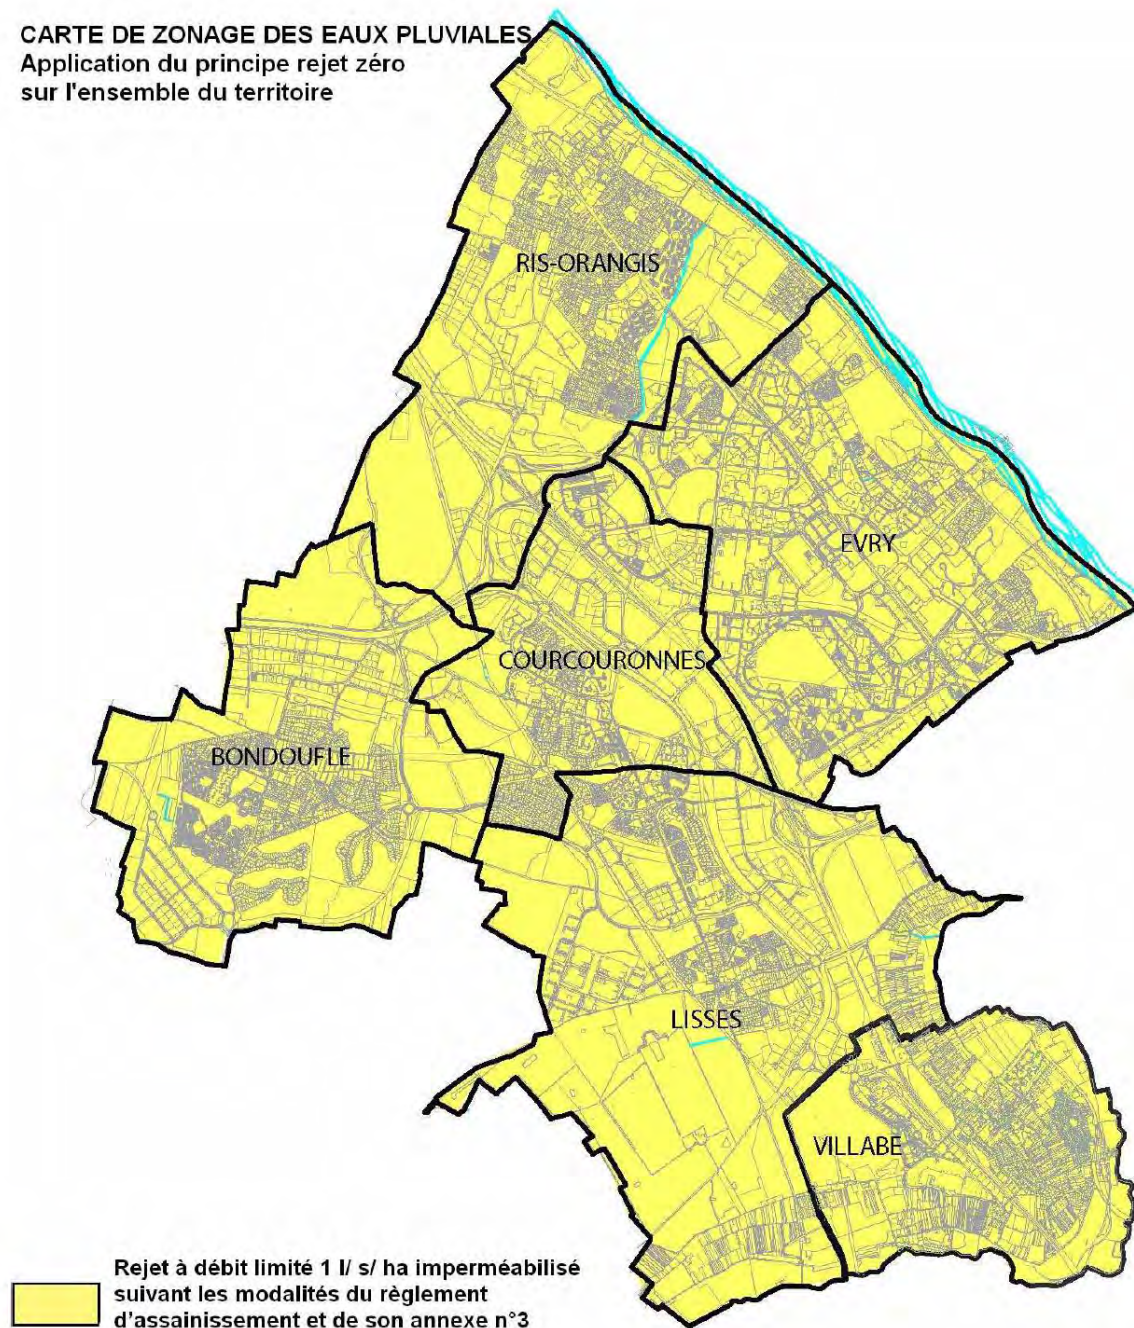 CARTE DE ZONAGE DES EAUX PLUVIALES
Application du principe rejet zéro
sur l'ensemble du territoire
RIS-ORANGIS
EVRY
COURCOURONNES
BONDOUFLE
LISSES
VILLABE
Rejet à débit limité 1 l/ s/ ha imperméabilisé
suivant les modalités du règlement
d'assainissement et de son annexe n°3